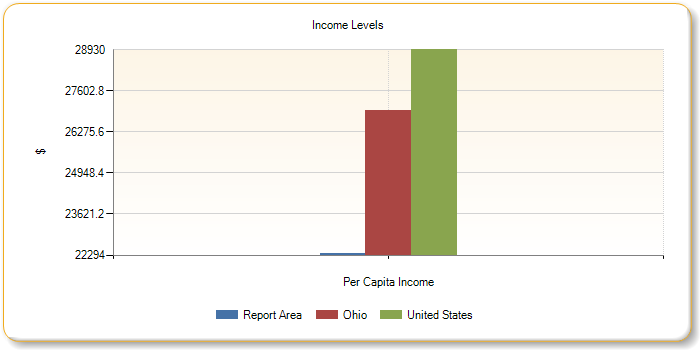 Income Levels
28930
27602.8
26275.6
24948.4
23621.2
22294
$
Per Capita Income
Report Area Ohio United States